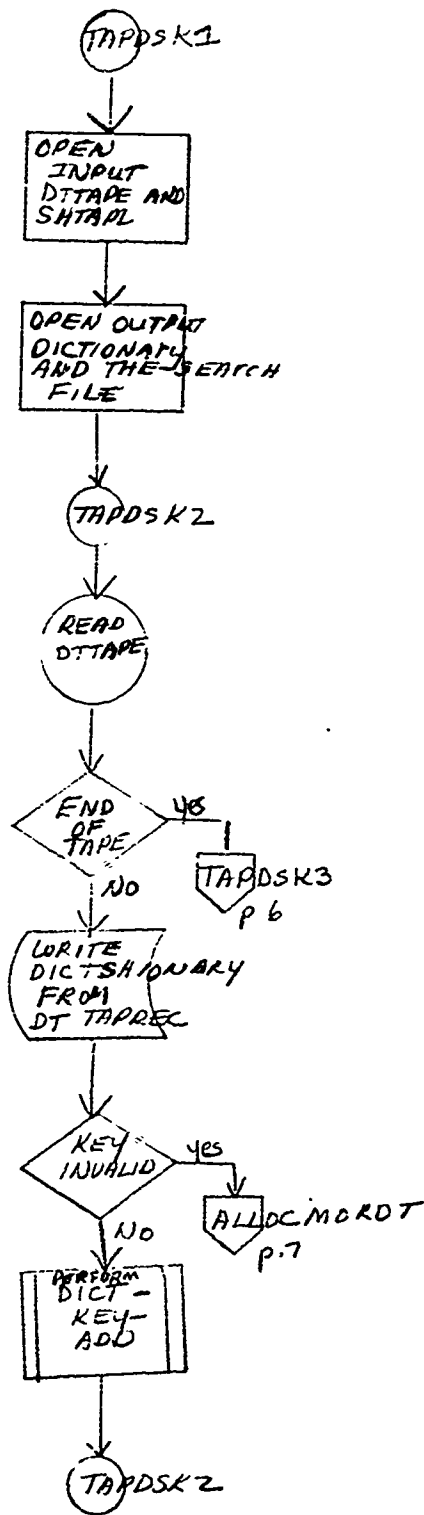 TAPDSK1
OPEN
INPUT
DTTAPE AND
SHTAPE
OPEN OUTPUT
DICTIONARY
AND THE-SEARCH
FILE
TAPDSK2
READ
DTTAPE
END
OF
TAPE
yes
TAPDSK3
p 6
NO
WRITE
DICTSHIONARY
FROM
DT TAPREC
KEY
INVALID
yes
ALLOCMORDT
p.7
NO
PERFORM
DICT-
KEY-
ADD
TAPDSK2